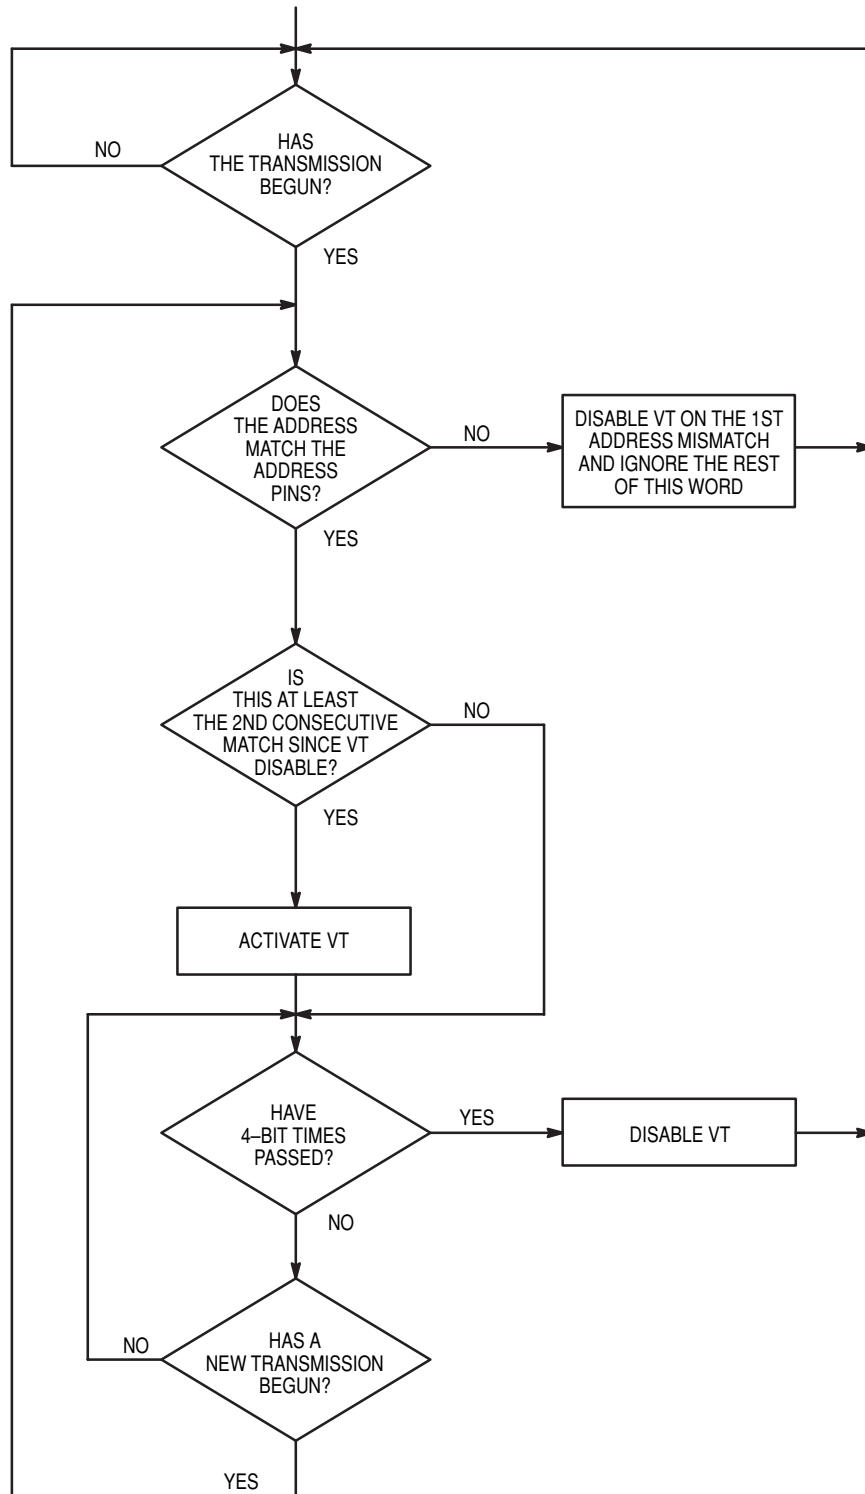 HAS
THE TRANSMISSION
BEGUN?
NO
YES
DOES
THE ADDRESS
MATCH THE
ADDRESS
PINS?
NO
DISABLE VT ON THE 1ST
ADDRESS MISMATCH
AND IGNORE THE REST
OF THIS WORD
YES
IS
THIS AT LEAST
THE 2ND CONSECUTIVE
MATCH SINCE VT
DISABLE?
NO
YES
ACTIVATE VT
HAVE
4–BIT TIMES
PASSED?
YES
DISABLE VT
NO
HAS A
NEW TRANSMISSION
BEGUN?
NO
YES